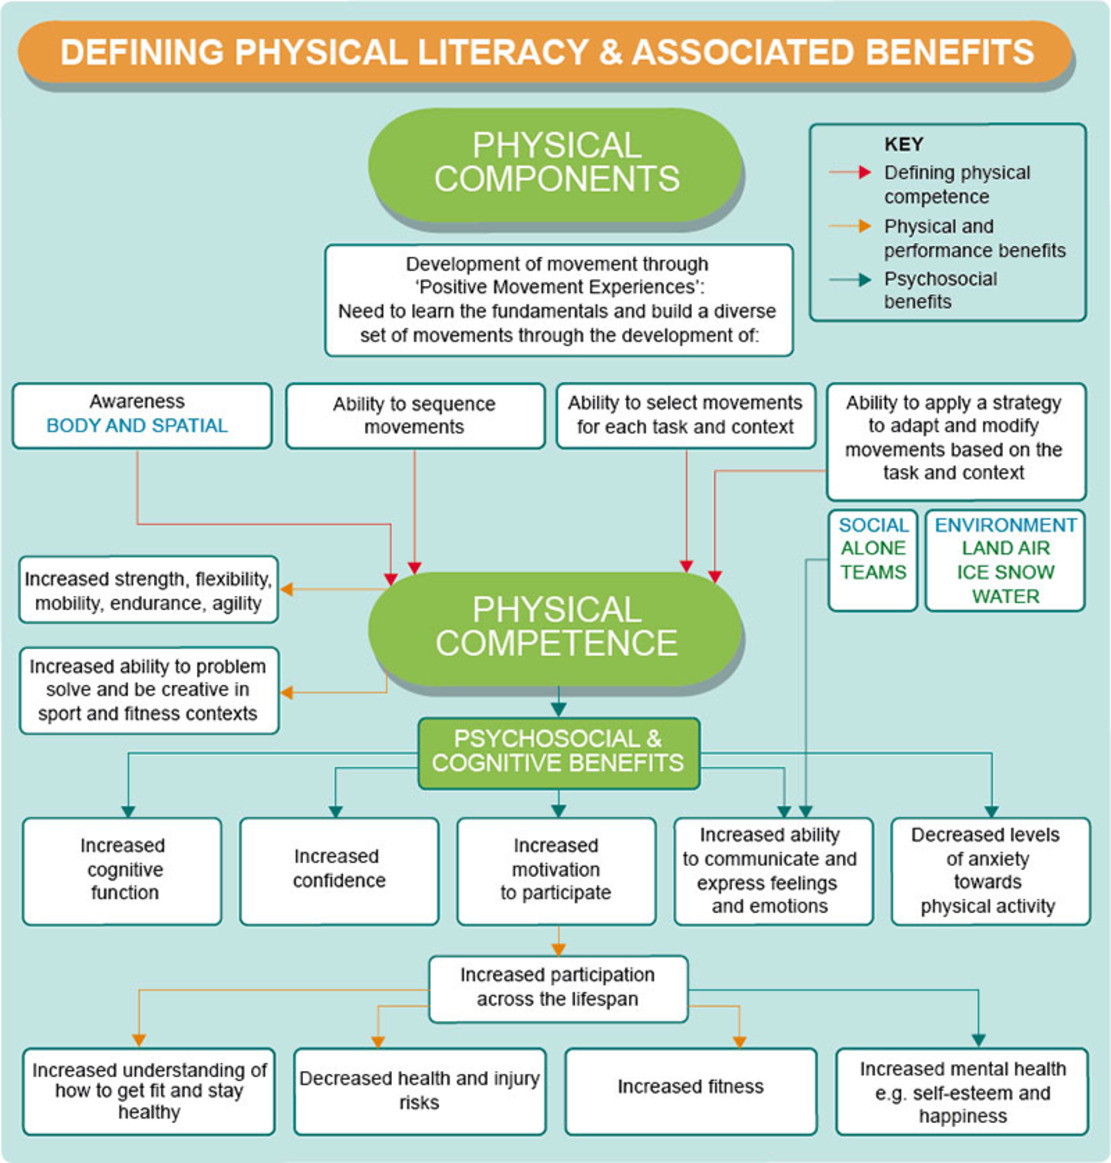 DEFINING PHYSICAL LITERACY & ASSOCIATED BENEFITS
PHYSICAL
COMPONENTS
KEY
Defining physical
competence
Physical and
performance benefits
Psychosocial
benefits
Development of movement through
‘Positive Movement Experiences’:
Need to learn the fundamentals and build a diverse
set of movements through the development of:
Awareness
BODY AND SPATIAL
Ability to sequence
movements
Ability to select movements
for each task and context
Ability to apply a strategy
to adapt and modify
movements based on the
task and context
SOCIAL
ALONE
TEAMS
ENVIRONMENT
LAND AIR
ICE SNOW
WATER
Increased strength, flexibility,
mobility, endurance, agility
PHYSICAL
COMPETENCE
Increased ability to problem
solve and be creative in
sport and fitness contexts
PSYCHOSOCIAL &
COGNITIVE BENEFITS
Increased
cognitive
function
Increased
confidence
Increased
motivation
to participate
Increased ability
to communicate and
express feelings
and emotions
Decreased levels
of anxiety
towards
physical activity
Increased participation
across the lifespan
Increased understanding of
how to get fit and stay
healthy
Decreased health and injury
risks
Increased fitness
Increased mental health
e.g. self-esteem and
happiness